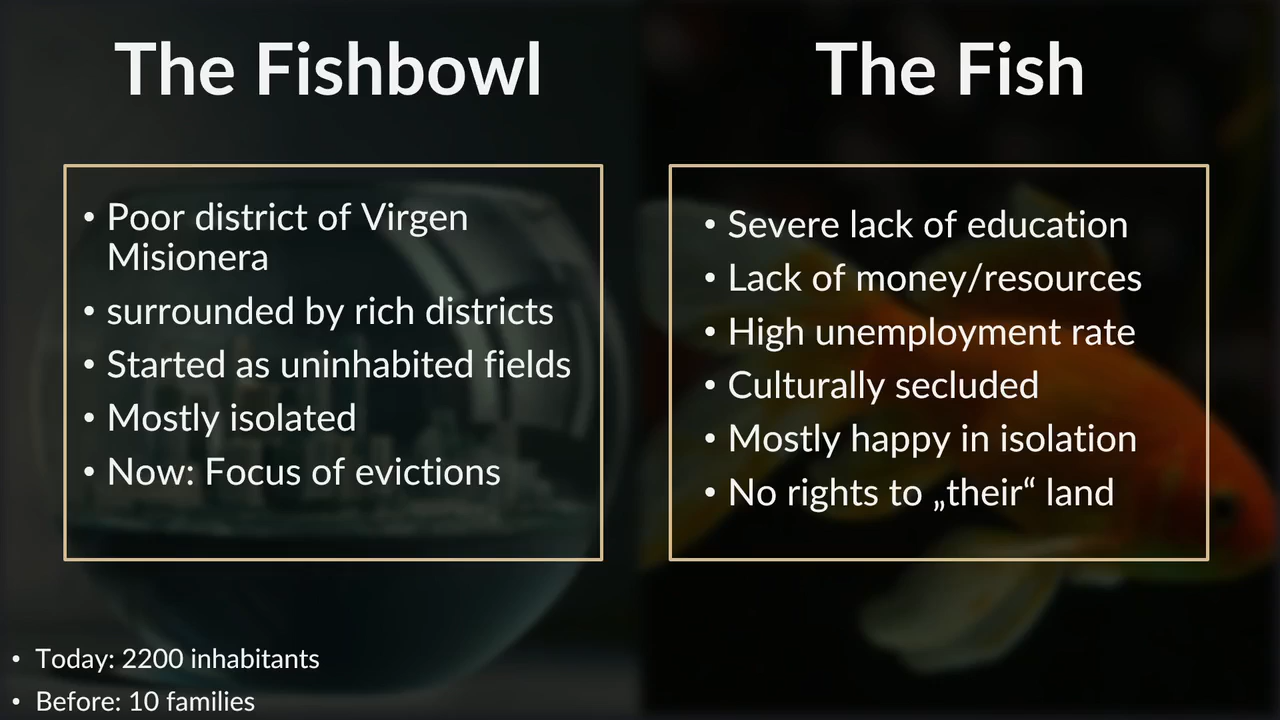 The Fishbowl
• Poor district of Virgen
Misionera
• surrounded by rich districts
• Started as uninhabited fields
• Mostly isolated
• Now: Focus of evictions
• Today: 2200 inhabitants
• Before: 10 families
The Fish
• Severe lack of education
• Lack of money/resources
• High unemployment rate
• Culturally secluded
• Mostly happy in isolation
• No rights to „their“ land